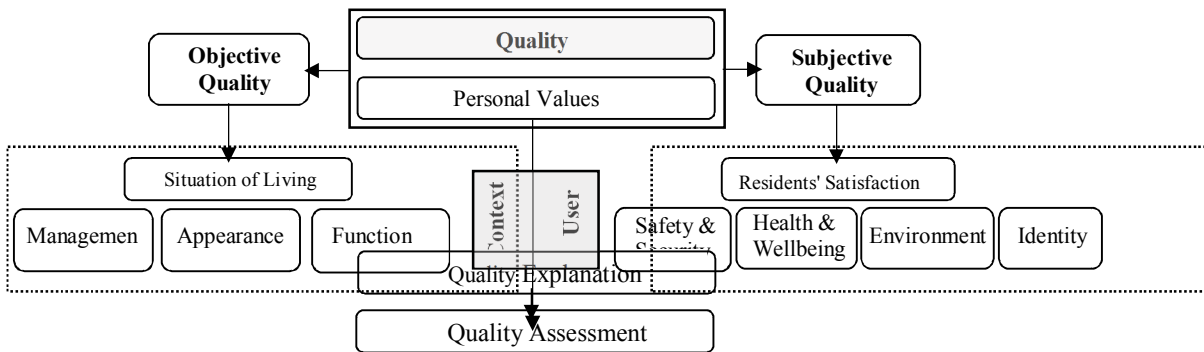 Quality
Objective
Quality
Subjective
Quality
Personal Values
Situation of Living
Residents' Satisfaction
Context
User
Managemen
Appearance
Function
Safety &
Security
Health &
Wellbeing
Environment
Identity
Quality Explanation
Quality Assessment